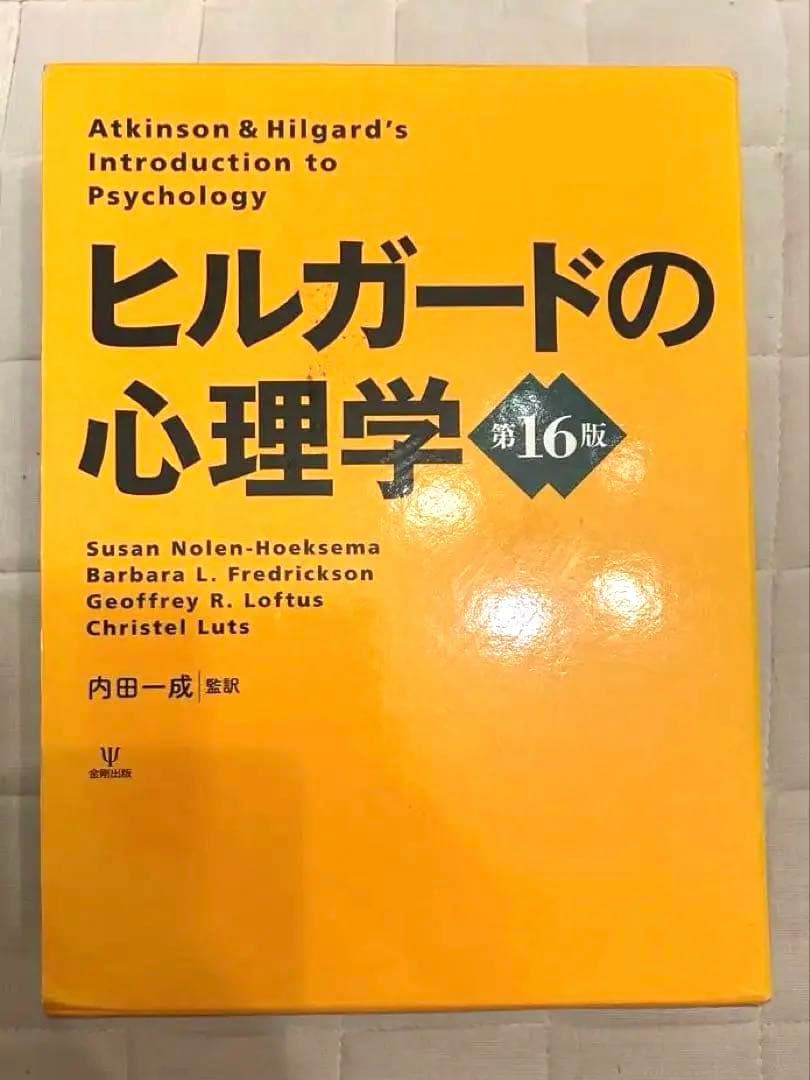 Atkinson & Hilgard's
Introduction to
Psychology
ヒルガードの
心理学
第16版
Susan Nolen-Hoeksema
Barbara L. Fredrickson
Geoffrey R. Loftus
Christel Luts
内田一成|監訳
Ψ
金剛出版